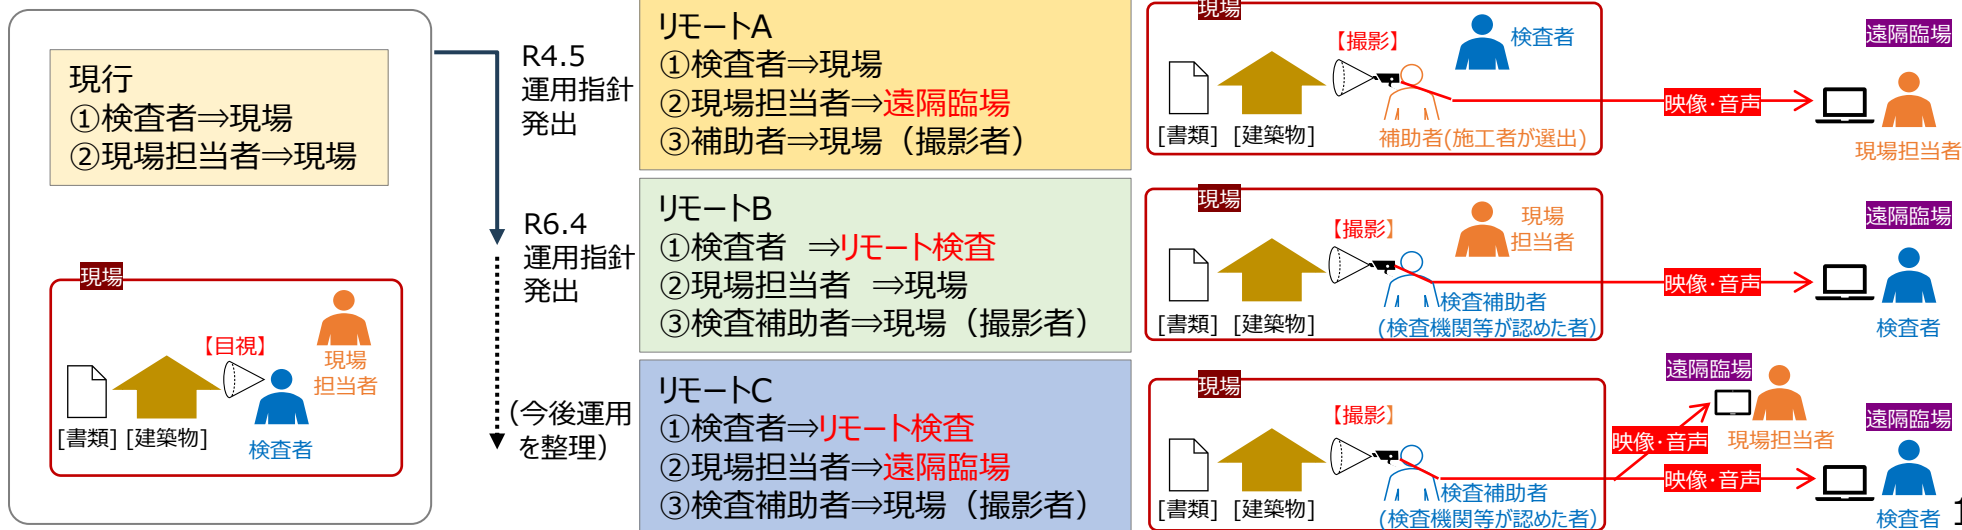 現行
①検査者⇒現場
②現場担当者⇒現場
現場
【目視】
現場
担当者
[書類] [建築物]
検査者
R4.5
運用指針
発出
R6.4
運用指針
発出
(今後運用
を整理)
リモートA
①検査者⇒現場
②現場担当者⇒遠隔臨場
③補助者⇒現場（撮影者）
現場
【撮影】
検査者
[書類] [建築物]
補助者(施工者が選出)
映像・音声
遠隔臨場
現場担当者
リモートB
①検査者 ⇒リモート検査
②現場担当者 ⇒現場
③検査補助者⇒現場（撮影者）
現場
【撮影】
現場
担当者
[書類] [建築物]
検査補助者
(検査機関等が認めた者)
映像・音声
遠隔臨場
検査者
リモートC
①検査者⇒リモート検査
②現場担当者⇒遠隔臨場
③検査補助者⇒現場（撮影者）
現場
【撮影】
[書類] [建築物]
検査補助者
(検査機関等が認めた者)
遠隔臨場
映像・音声
現場担当者
映像・音声
遠隔臨場
検査者